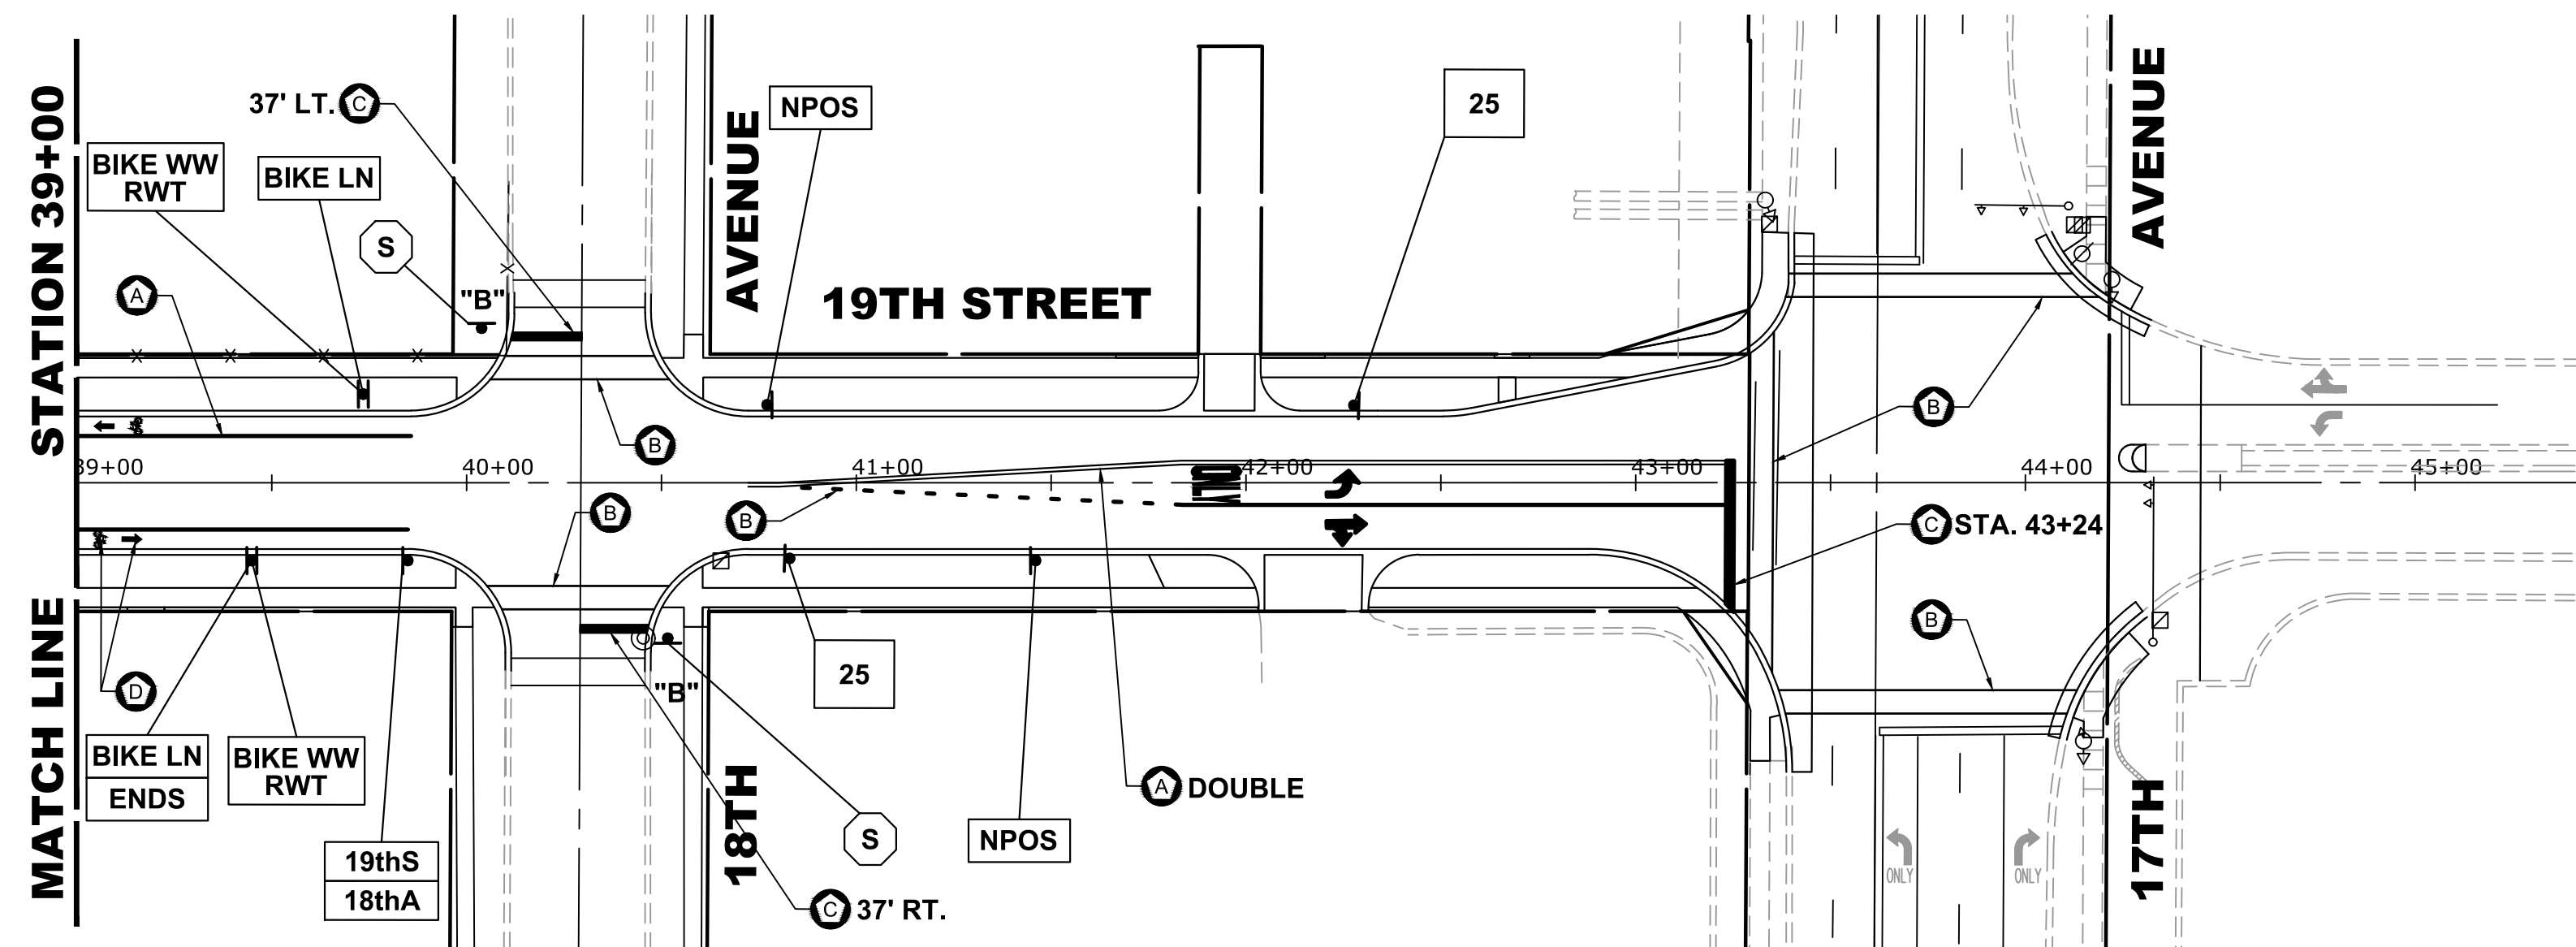 STATION 39+00
MATCH LINE
37' LT.
C
BIKE WW
RWT
BIKE LN
S
A
"B"
AVENUE
NPOS
19TH STREET
25
AVENUE
B
B
39+00
40+00
41+00
42+00
43+00
44+00
45+00
B
B
C
STA. 43+24
B
D
BIKE LN
ENDS
BIKE WW
RWT
19thS
18thA
"B"
25
18TH
S
NPOS
A
DOUBLE
C
37' RT.
ONLY
ONLY
17TH